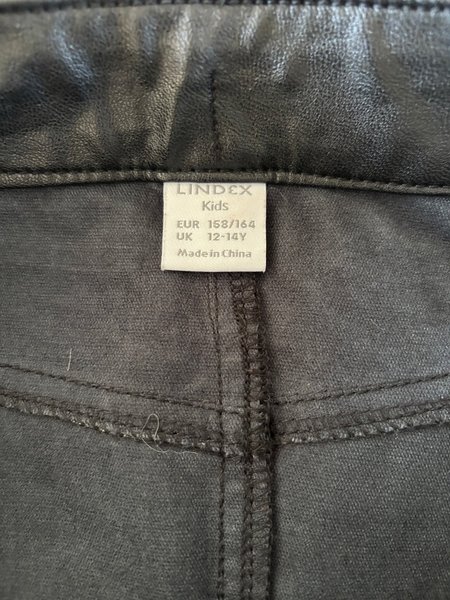 LINDEX
Kids
EUR 158/164
UK 12-14Y
Made in China